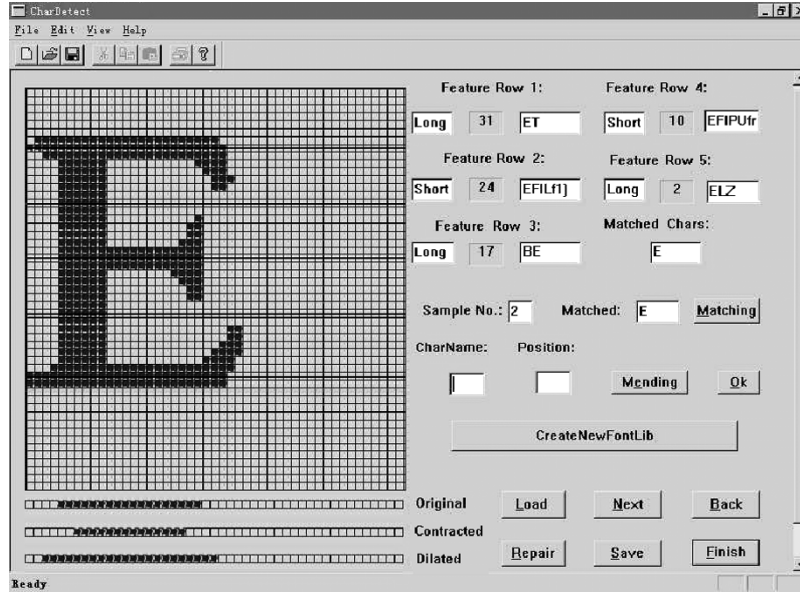 CharDetect
File Edit View Help
Feature Row 1: Feature Row 4:
Long 31 ET Short 10 EFIPUfr
Feature Row 2: Feature Row 5:
Short 24 EFILf1] Long 2 ELZ
Feature Row 3: Matched Chars:
Long 17 BE E
Sample No.: 2 Matched: E Matching
CharName: Position:
Mending Ok
CreateNewFontLib
Original Load Next Back
Contracted
Dilated Repair Save Finish
Ready